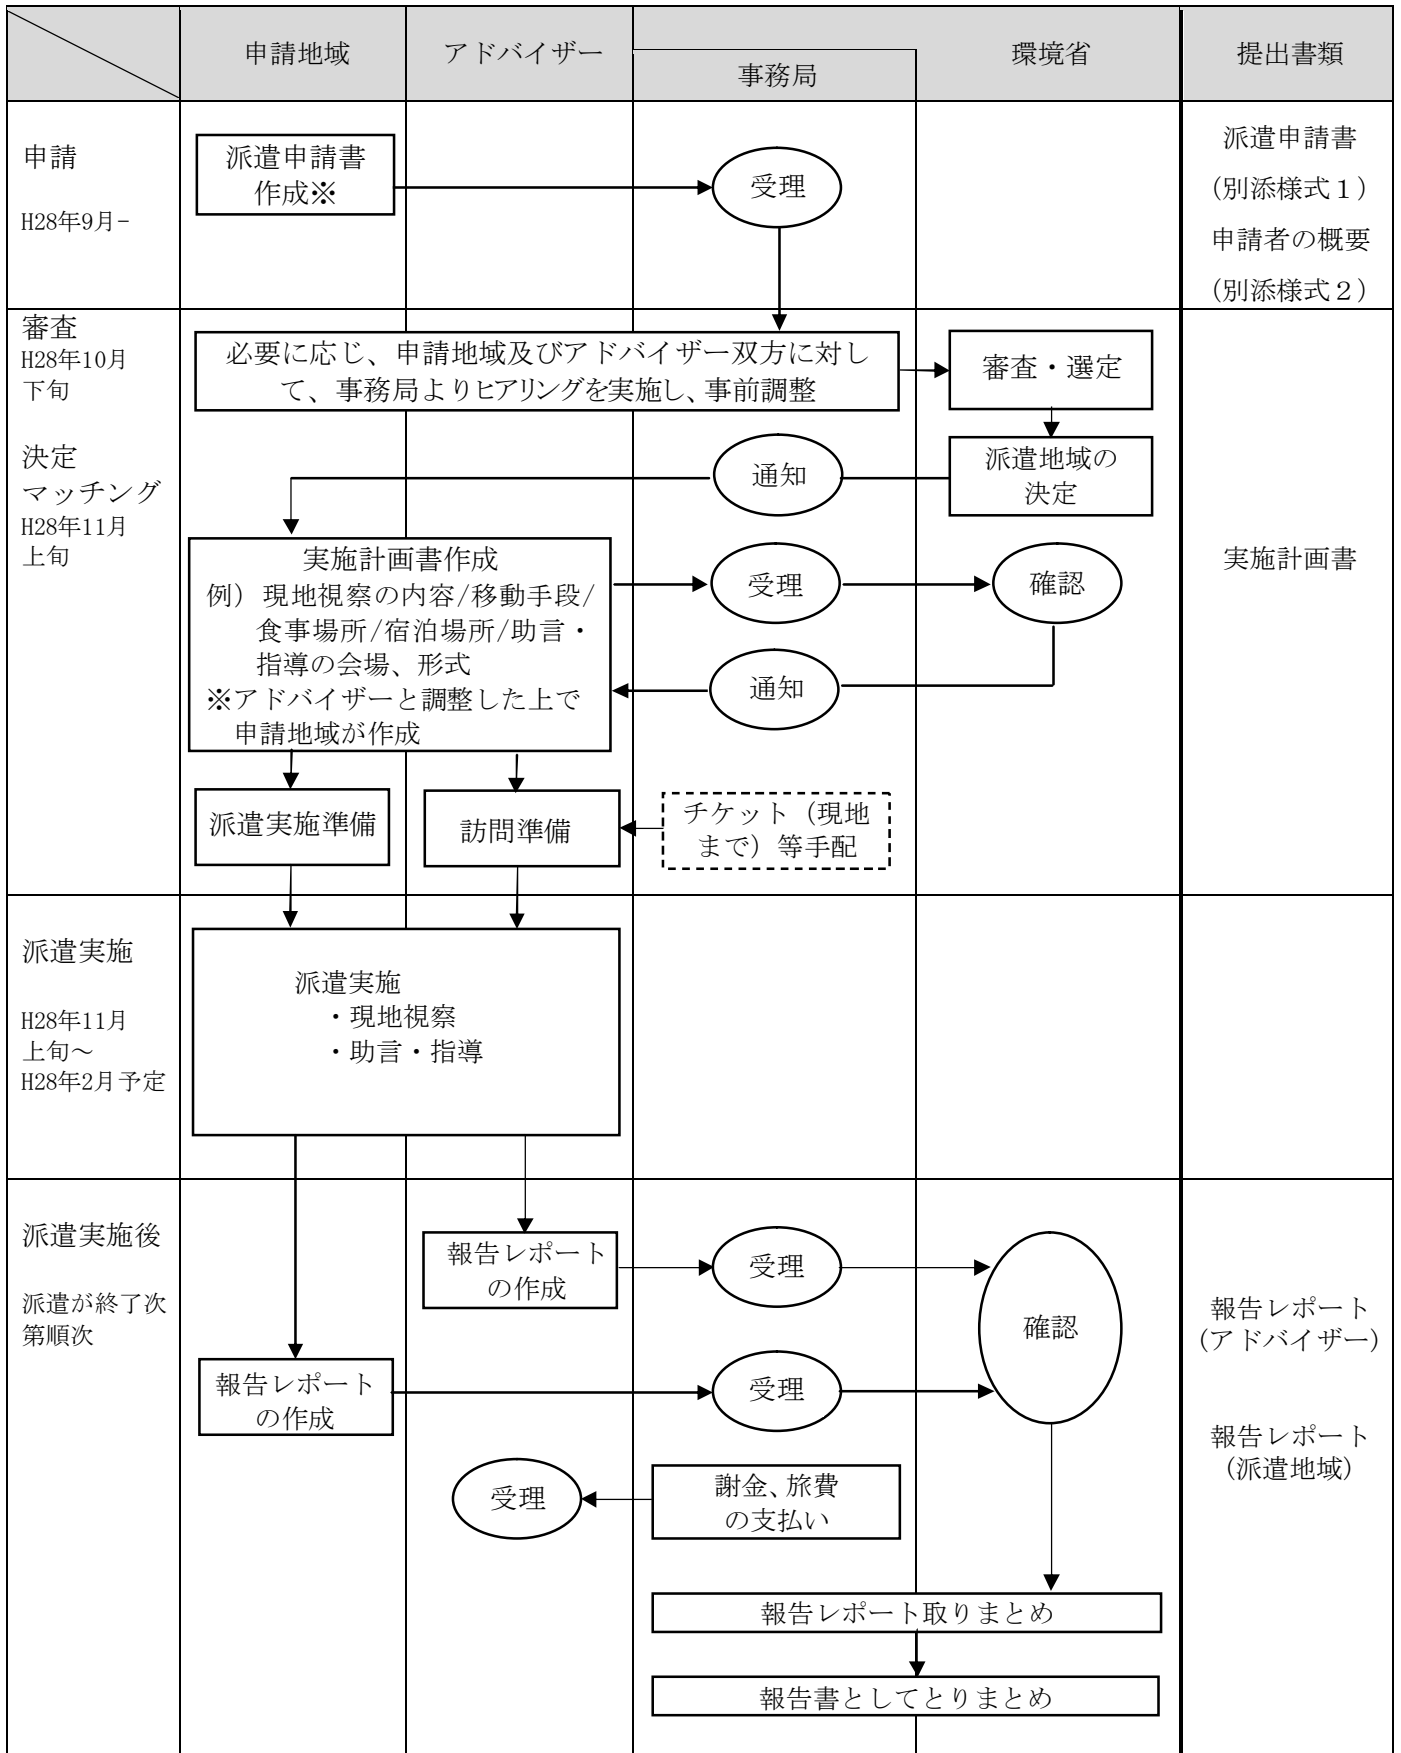 申請地域
アドバイザー
事務局
環境省
提出書類
申請
H28年9月-
派遣申請書
作成※
受理
派遣申請書
（別添様式１）
申請者の概要
（別添様式２）
審査
H28年10月
下旬
必要に応じ、申請地域及びアドバイザー双方に対し
て、事務局よりヒアリングを実施し、事前調整
審査・選定
決定
マッチング
H28年11月
上旬
通知
派遣地域の
決定
実施計画書作成
例）現地視察の内容/移動手段/
食事場所/宿泊場所/助言・
指導の会場、形式
※アドバイザーと調整した上で
申請地域が作成
受理
確認
実施計画書
通知
派遣実施準備
訪問準備
チケット（現地
まで）等手配
派遣実施
H28年11月
上旬～
H28年2月予定
派遣実施
・現地視察
・助言・指導
派遣実施後
派遣が終了次
第順次
報告レポート
の作成
受理
確認
報告レポート
（アドバイザー）
報告レポート
の作成
受理
報告レポート
（派遣地域）
受理
謝金、旅費
の支払い
報告レポート取りまとめ
報告書としてとりまとめ